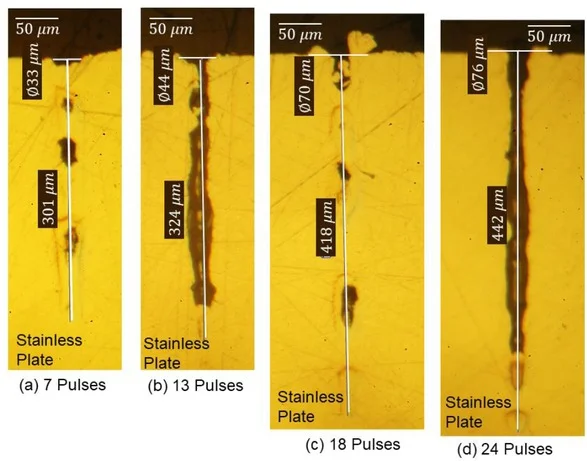 50 μm
Ø33 μm
301 μm
Stainless
Plate
(a) 7 Pulses
50 μm
Ø44 μm
324 μm
Stainless
Plate
(b) 13 Pulses
50 μm
Ø70 μm
418 μm
Stainless
Plate
(c) 18 Pulses
50 μm
Ø76 μm
442 μm
Stainless
Plate
(d) 24 Pulses